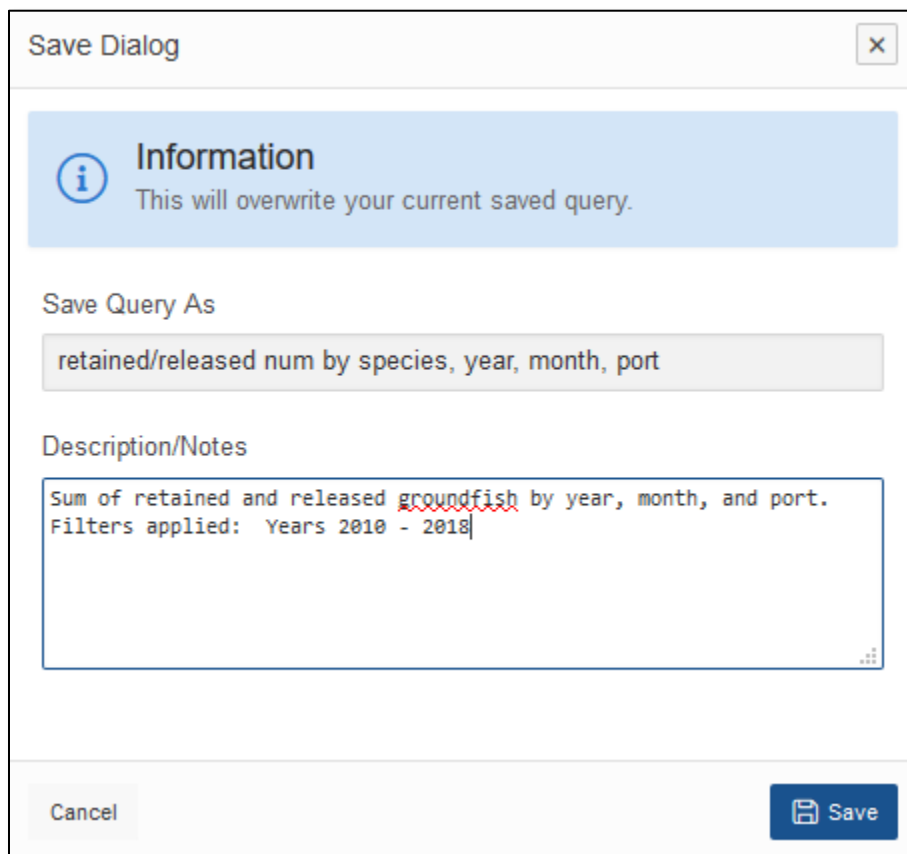 Save Dialog
Information
This will overwrite your current saved query.
Save Query As
retained/released num by species, year, month, port
Description/Notes
Sum of retained and released groundfish by year, month, and port.
Filters applied:  Years 2010 - 2018
Cancel
Save